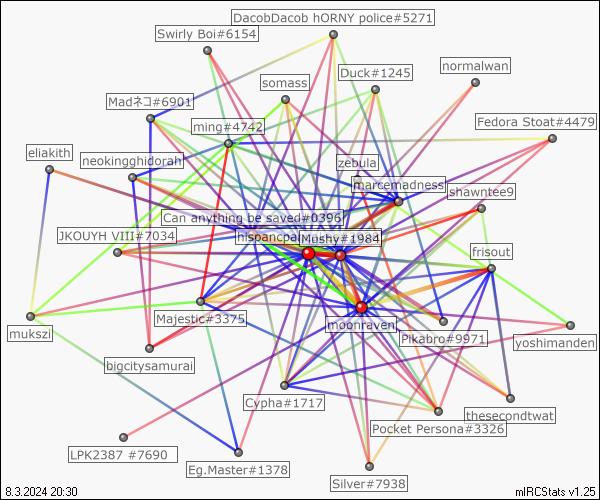 DacobDacob hORNY police#5271
Swirly Boi#6154
normalwan
Duck#1245
somass
Madネコ#6901
Fedora Stoat#4479
ming#4742
eliakith
neokingghidorah
zebula
marcemadness
shawntee9
Can anything be saved#0396
JKOUYH VIII#7034
Mushy#1984
frisout
Majestic#3375
moonraven
mukszi
Pikabro#9971
yoshimanden
bigcitysamurai
Cypha#1717
thesecondtwat
Pocket Persona#3326
LPK2387 #7690
Eg.Master#1378
Silver#7938
8.3.2024 20:30
mIRCStats v1.25